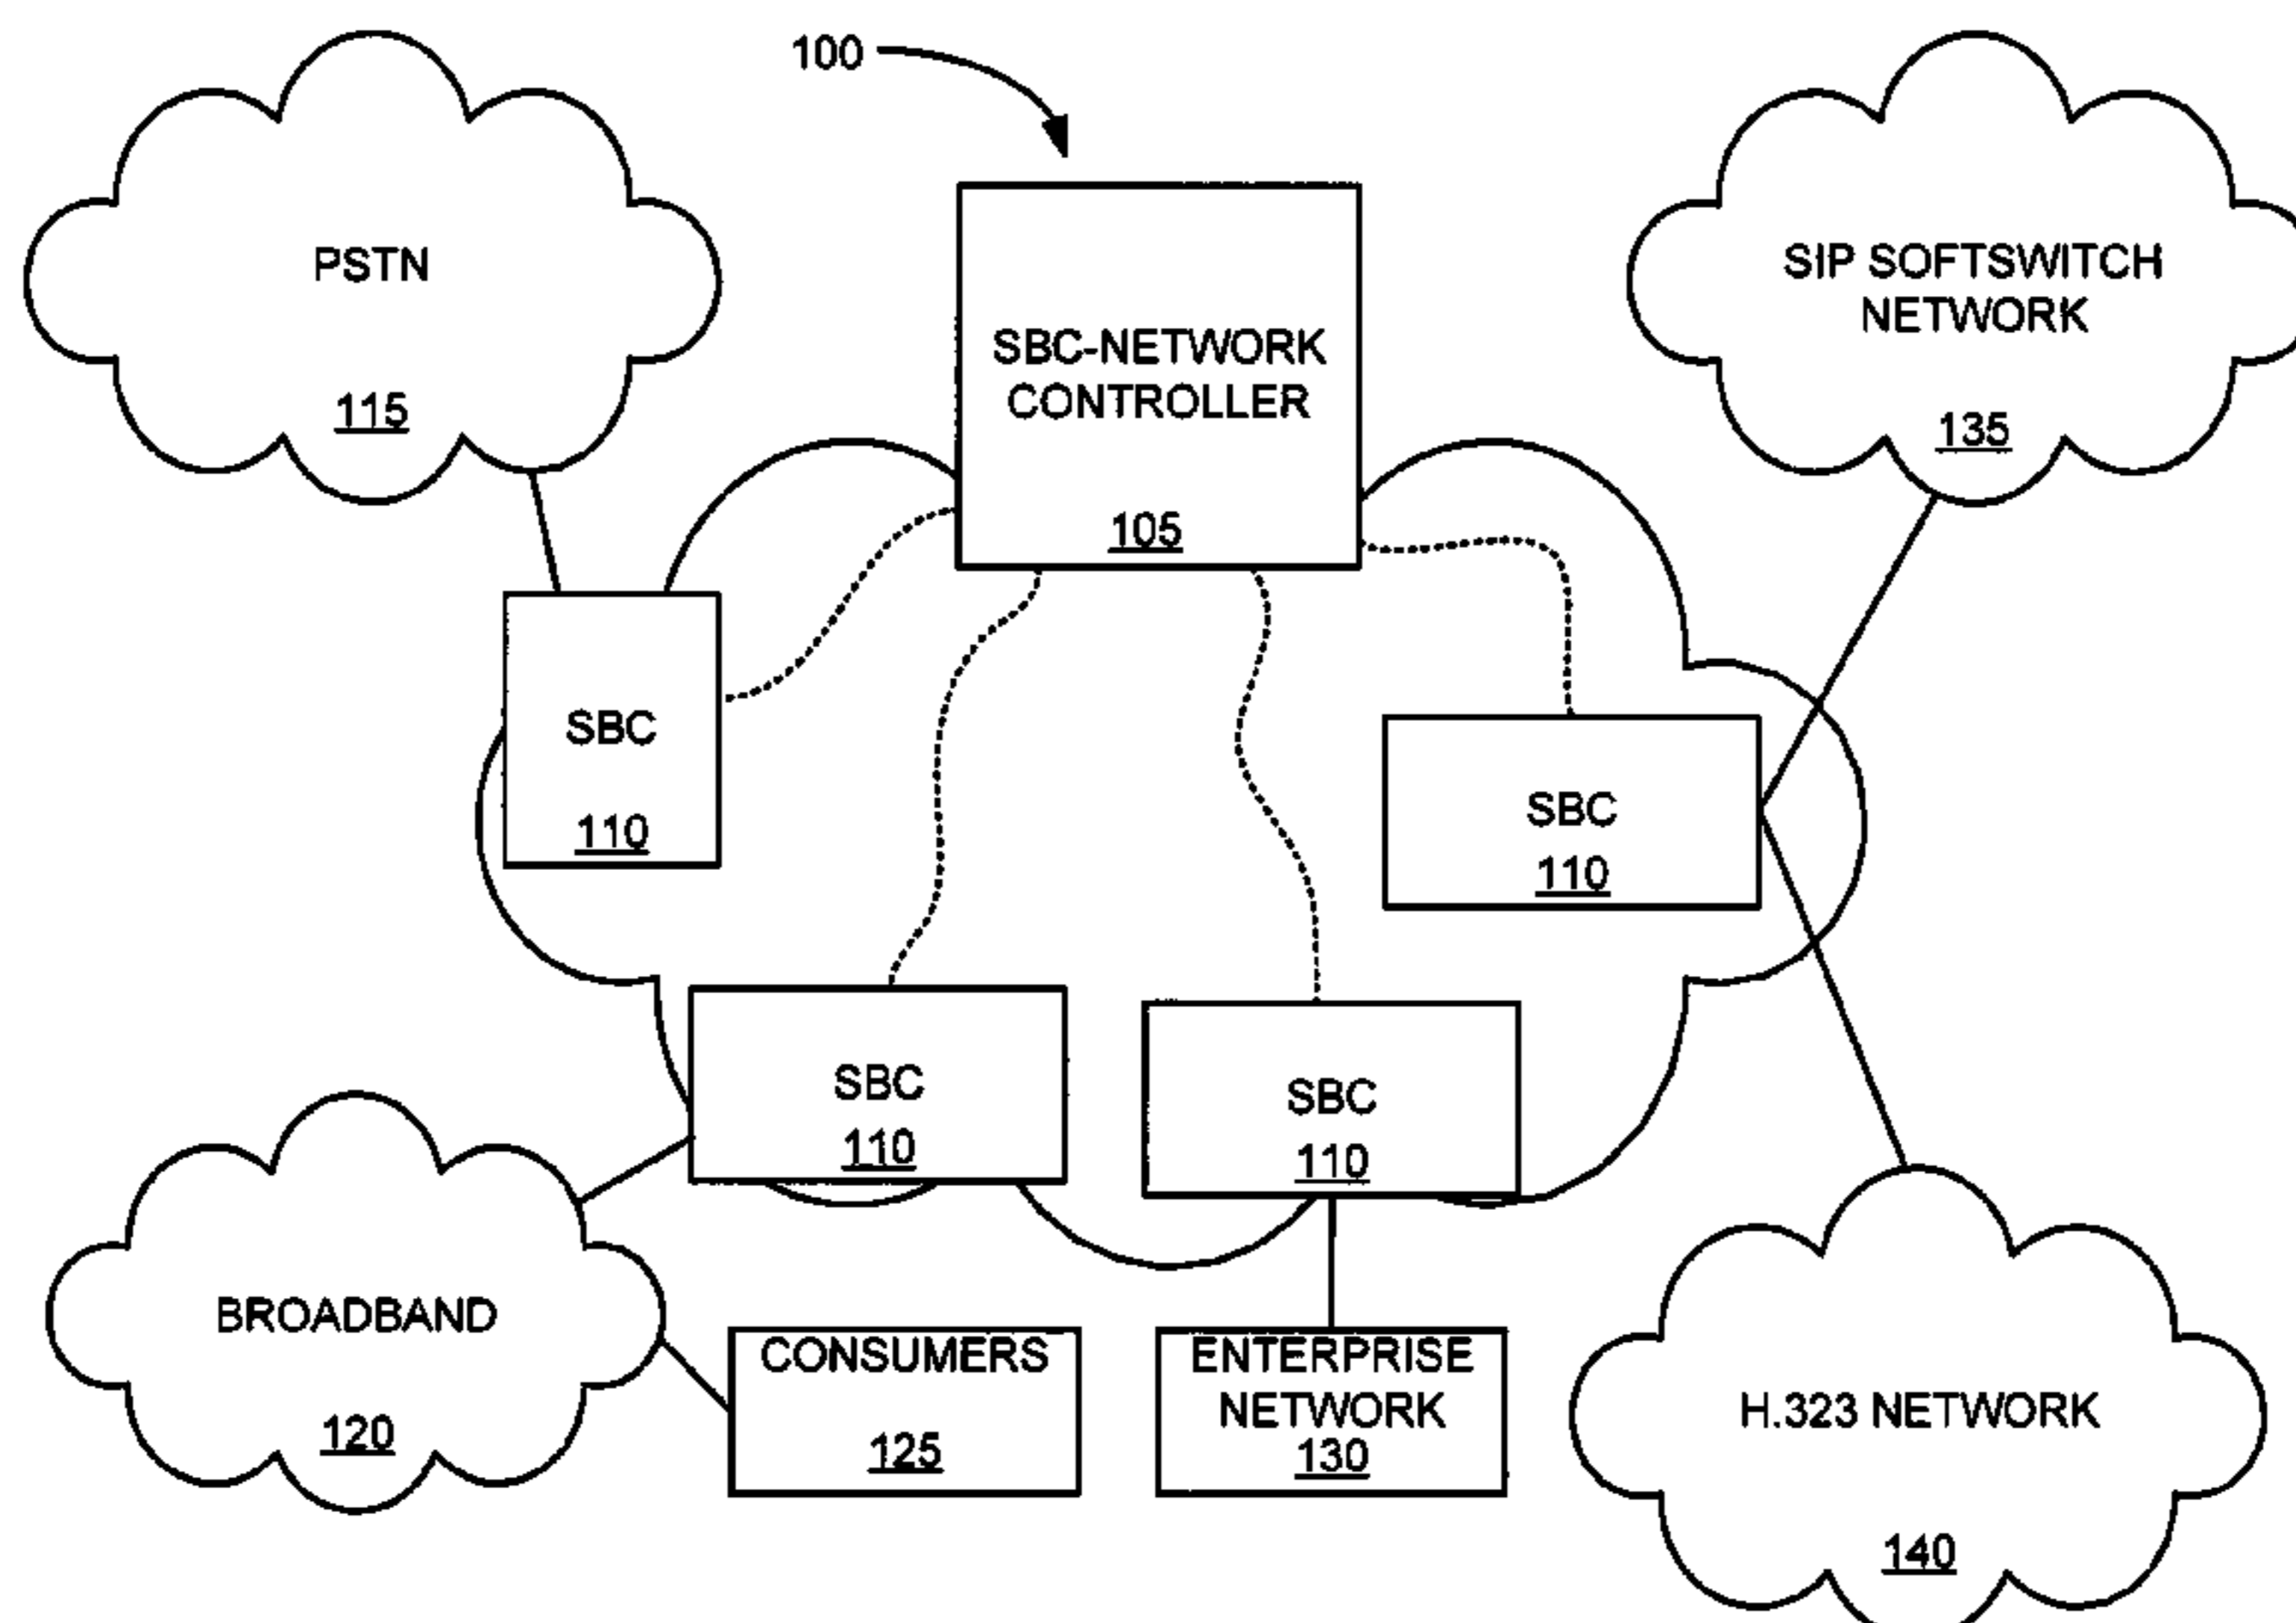 100
PSTN
115
SBC-NETWORK
CONTROLLER
105
SIP SOFTSWITCH
NETWORK
135
SBC
110
SBC
110
SBC
110
SBC
110
BROADBAND
120
CONSUMERS
125
ENTERPRISE
NETWORK
130
H.323 NETWORK
140